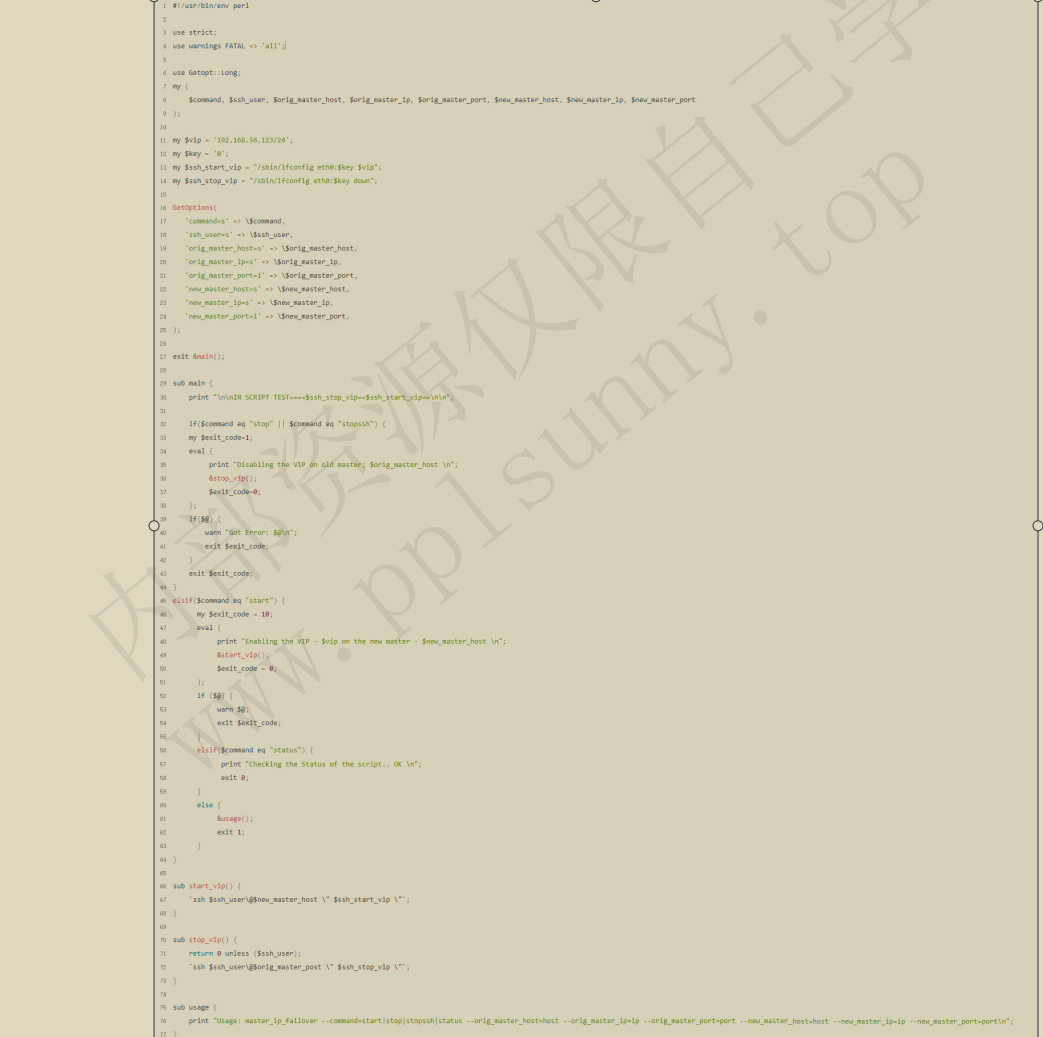 1 #!/usr/bin/env perl
2
3 use strict;
4 use warnings FATAL => 'all';
5
6 use Getopt::Long;
7 my (
8 $command, $ssh_user, $orig_master_host, $orig_master_ip, $orig_master_port, $new_master_host, $new_master_ip, $new_master_port
9 );
10
11 my $vip = '192.168.56.123/24';
12 my $key = '0';
13 my $ssh_start_vip = "/sbin/ifconfig eth0:$key $vip";
14 my $ssh_stop_vip = "/sbin/ifconfig eth0:$key down";
15
16 GetOptions(
17 'command=s' => \$command,
18 'ssh_user=s' => \$ssh_user,
19 'orig_master_host=s' => \$orig_master_host,
20 'orig_master_ip=s' => \$orig_master_ip,
21 'orig_master_port=i' => \$orig_master_port,
22 'new_master_host=s' => \$new_master_host,
23 'new_master_ip=s' => \$new_master_ip,
24 'new_master_port=i' => \$new_master_port,
25 );
26
27 exit &main();
28
29 sub main {
30 print "\n\nIN SCRIPT TEST====$ssh_stop_vip==$ssh_start_vip==\n\n";
31
32 if($command eq "stop" || $command eq "stopssh") {
33 my $exit_code=1;
34 eval {
35 print "Disabling the VIP on old master; $orig_master_host \n";
36 &stop_vip();
37 $exit_code=0;
38 };
39 if($@) {
40 warn "Got Error: $@\n";
41 exit $exit_code;
42 }
43 exit $exit_code;
44 }
45 elsif($command eq "start") {
46 my $exit_code = 10;
47 eval {
48 print "Enabling the VIP - $vip on the new master - $new_master_host \n";
49 &start_vip();
50 $exit_code = 0;
51 };
52 if ($@) {
53 warn $@;
54 exit $exit_code;
55 }
56 elsif($command eq "status") {
57 print "Checking the Status of the script.. OK \n";
58 exit 0;
59 }
60 else {
61 &usage();
62 exit 1;
63 }
64 }
65
66 sub start_vip() {
67 `ssh $ssh_user\@$new_master_host \" $ssh_start_vip \"`;
68 }
69
70 sub stop_vip() {
71 return 0 unless ($ssh_user);
72 `ssh $ssh_user\@$orig_master_post \" $ssh_stop_vip \"`;
73 }
74
75 sub usage {
76 print "Usage: master_ip_failover --command=start|stop|stopssh|status --orig_master_host=host --orig_master_ip=ip --orig_master_port=port --new_master_host=host --new_master_ip=ip --new_master_port=port\n";
77 }
内部资源仅限自己学
www.pplsunny.top